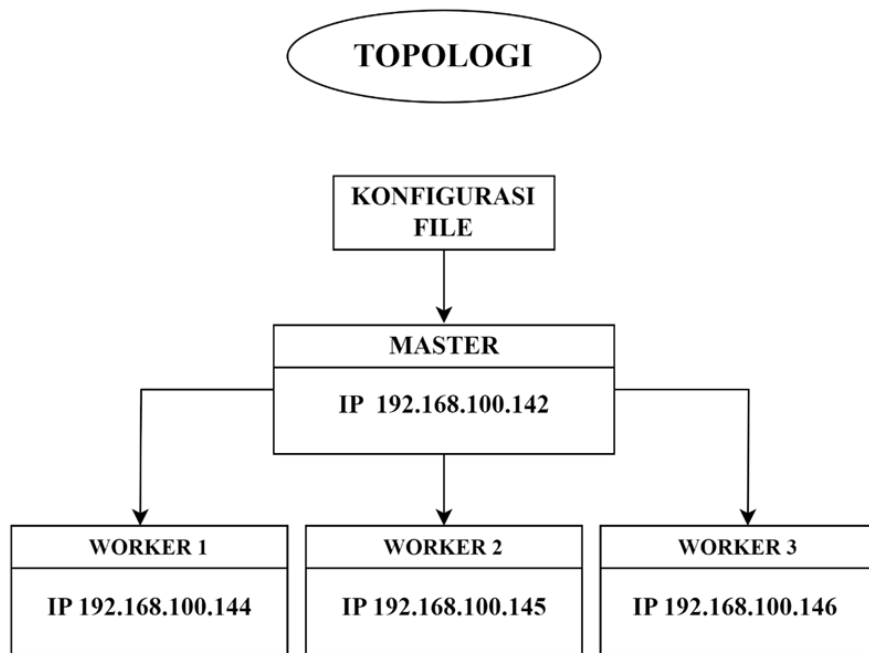 TOPOLOGI
KONFIGURASI
FILE
MASTER
IP 192.168.100.142
WORKER 1
IP 192.168.100.144
WORKER 2
IP 192.168.100.145
WORKER 3
IP 192.168.100.146